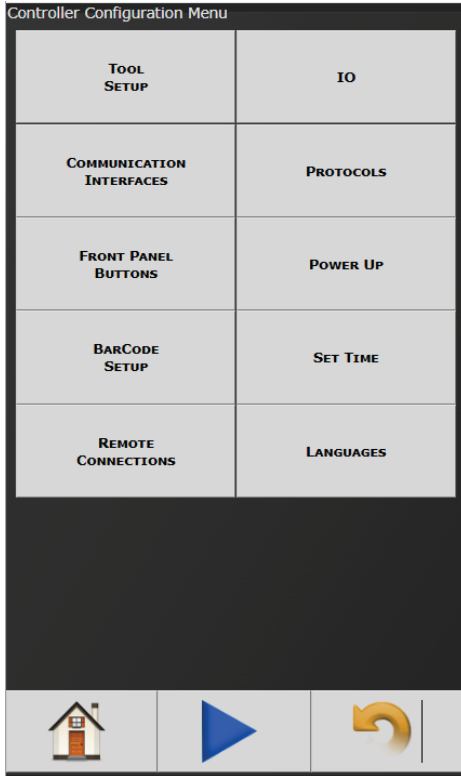 Controller Configuration Menu
Tool
Setup
IO
Communication
Interfaces
Protocols
Front Panel
Buttons
Power Up
BarCode
Setup
Set Time
Remote
Connections
Languages